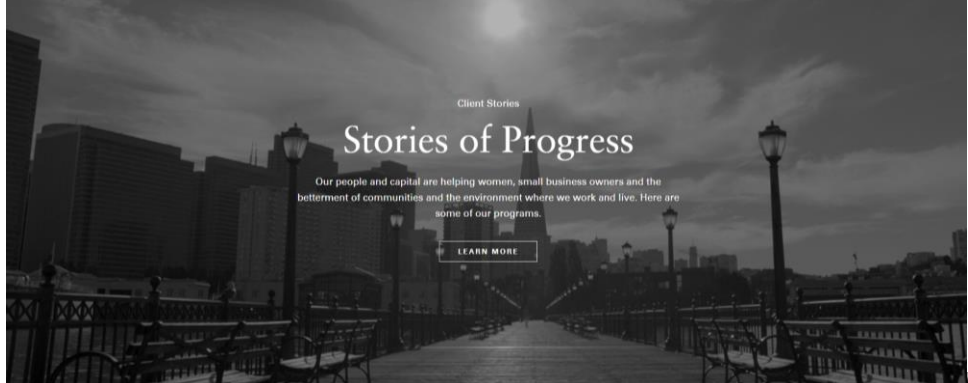 Client Stories
Stories of Progress
Our people and capital are helping women, small business owners and the
betterment of communities and the environment where we work and live. Here are
some of our programs.
LEARN MORE